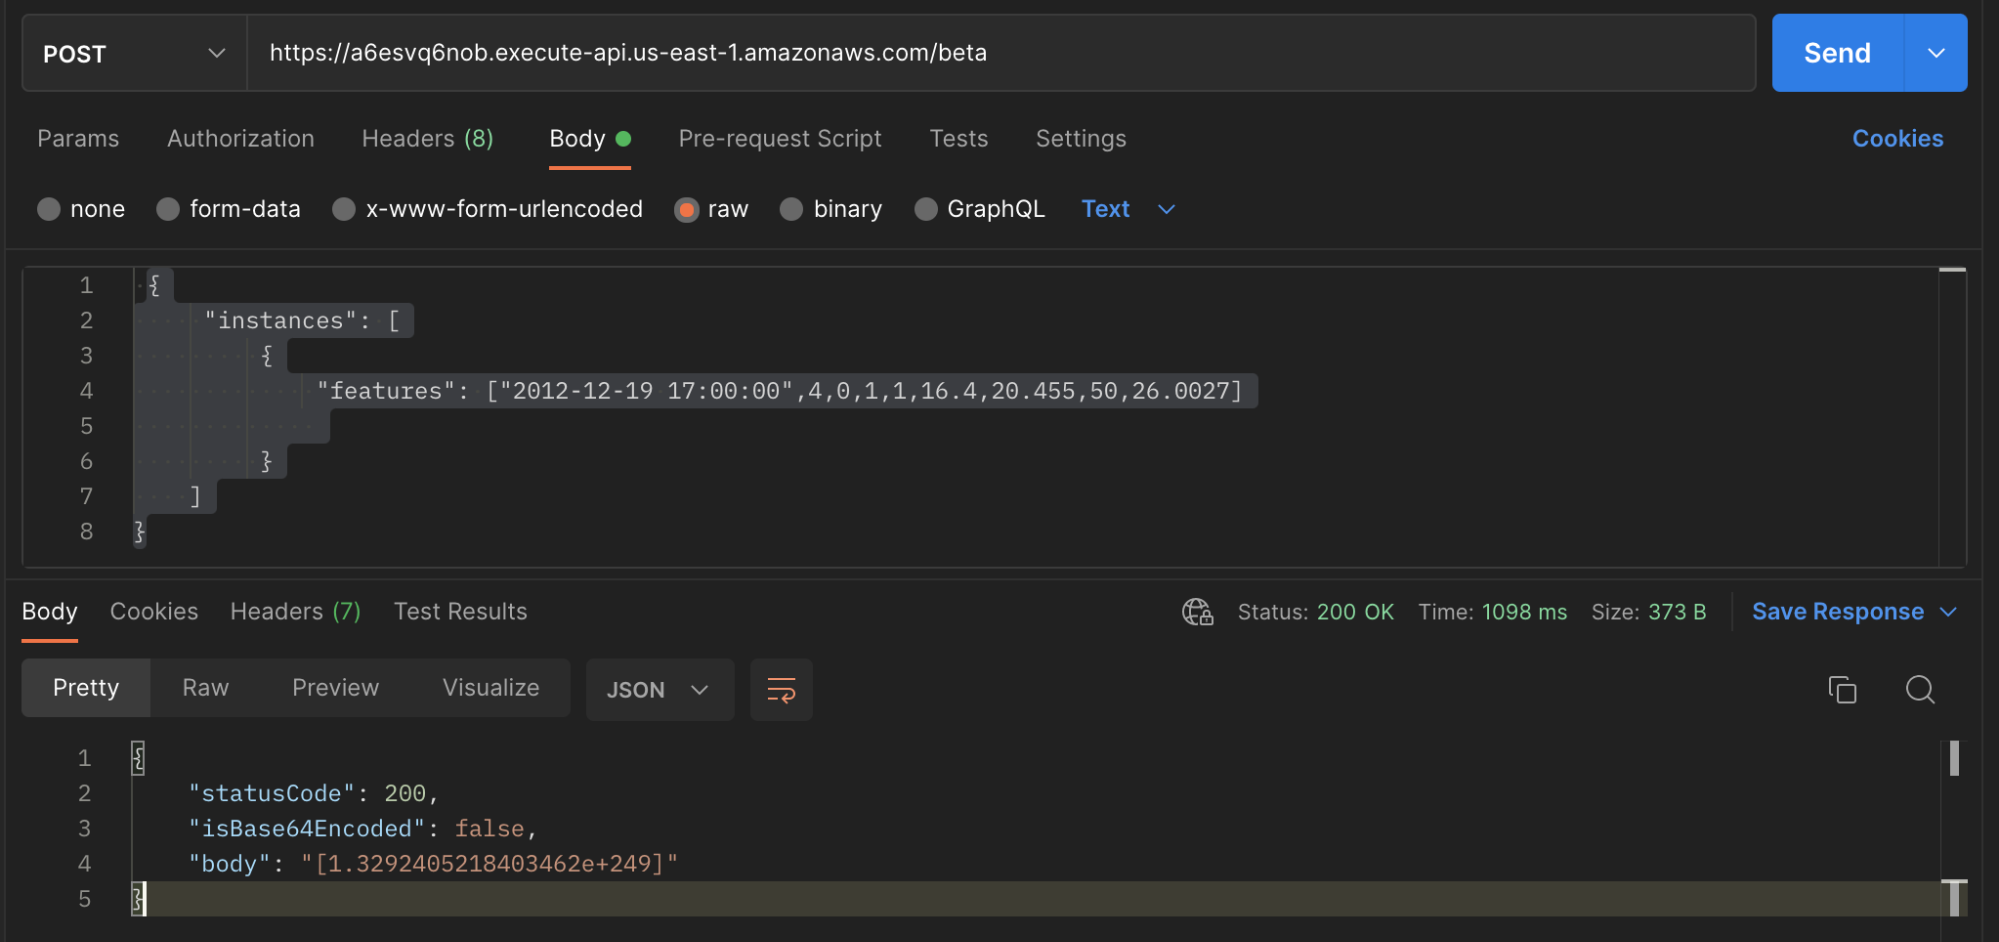 POST https://a6esvq6nob.execute-api.us-east-1.amazonaws.com/beta Send
Params Authorization Headers (8) Body Pre-request Script Tests Settings Cookies
none form-data x-www-form-urlencoded raw binary GraphQL Text
1 {
2 "instances": [
3 {
4 "features": ["2012-12-19 17:00:00",4,0,1,1,16.4,20.455,50,26.0027]
5
6 }
7 ]
8 }
Body Cookies Headers (7) Test Results Status: 200 OK Time: 1098 ms Size: 373 B Save Response
Pretty Raw Preview Visualize JSON
1 {
2 "statusCode": 200,
3 "isBase64Encoded": false,
4 "body": "[1.3292405218403462e+249]"
5 }